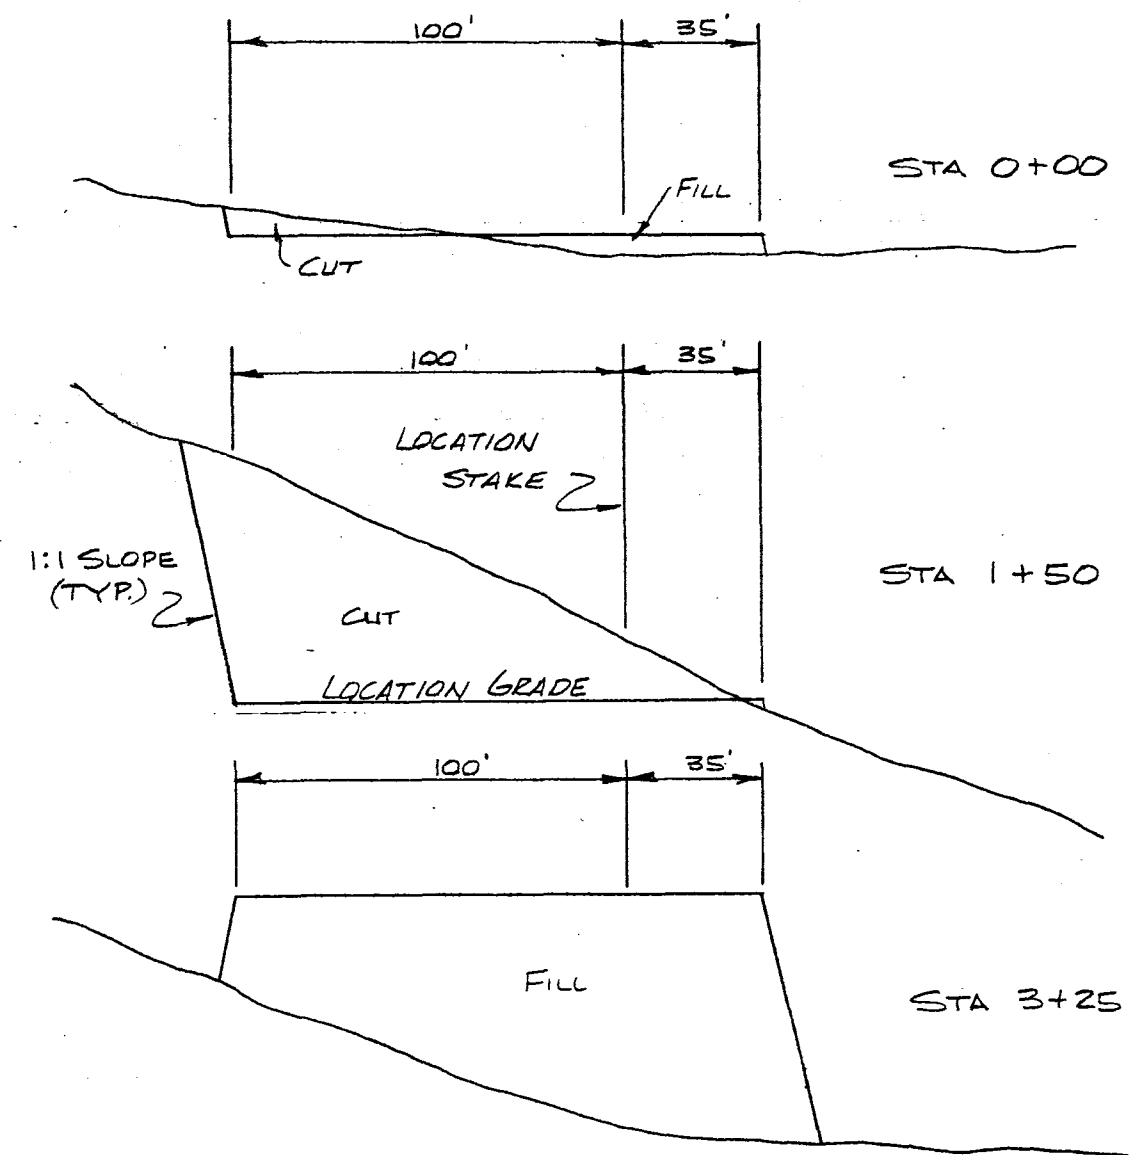 100' 35'
STA 0+00
FILL
CUT
100' 35'
LOCATION
STAKE
1:1 SLOPE
(TYP.)
STA 1+50
CUT
LOCATION GRADE
100' 35'
FILL
STA 3+25